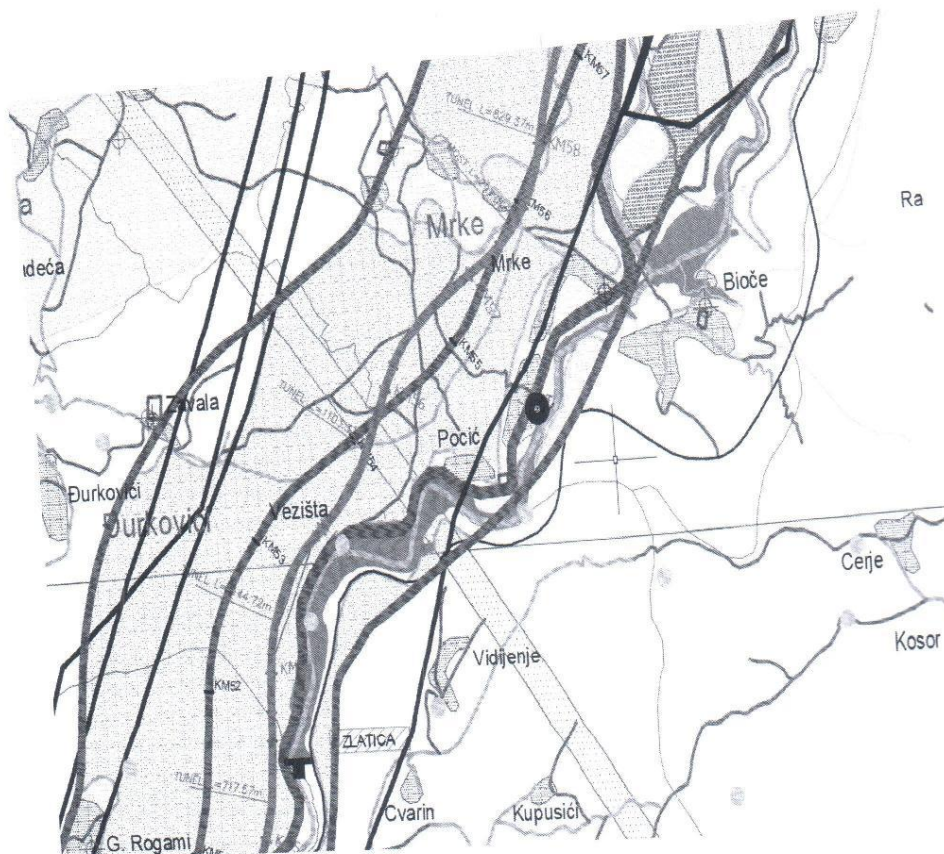 KM57
TUNEL L=829.37m
KM58
Ra
Mrke
KM56
Mrke
Bioče
KM55
Zavala
Pocić
Đurkovići
Đurkovići
Vezišta
KM53
Cerje
Kosor
Vidijenje
KM52
ZLATICA
TUNEL L=717.57m
Cvarin
Kupusići
G. Rogami